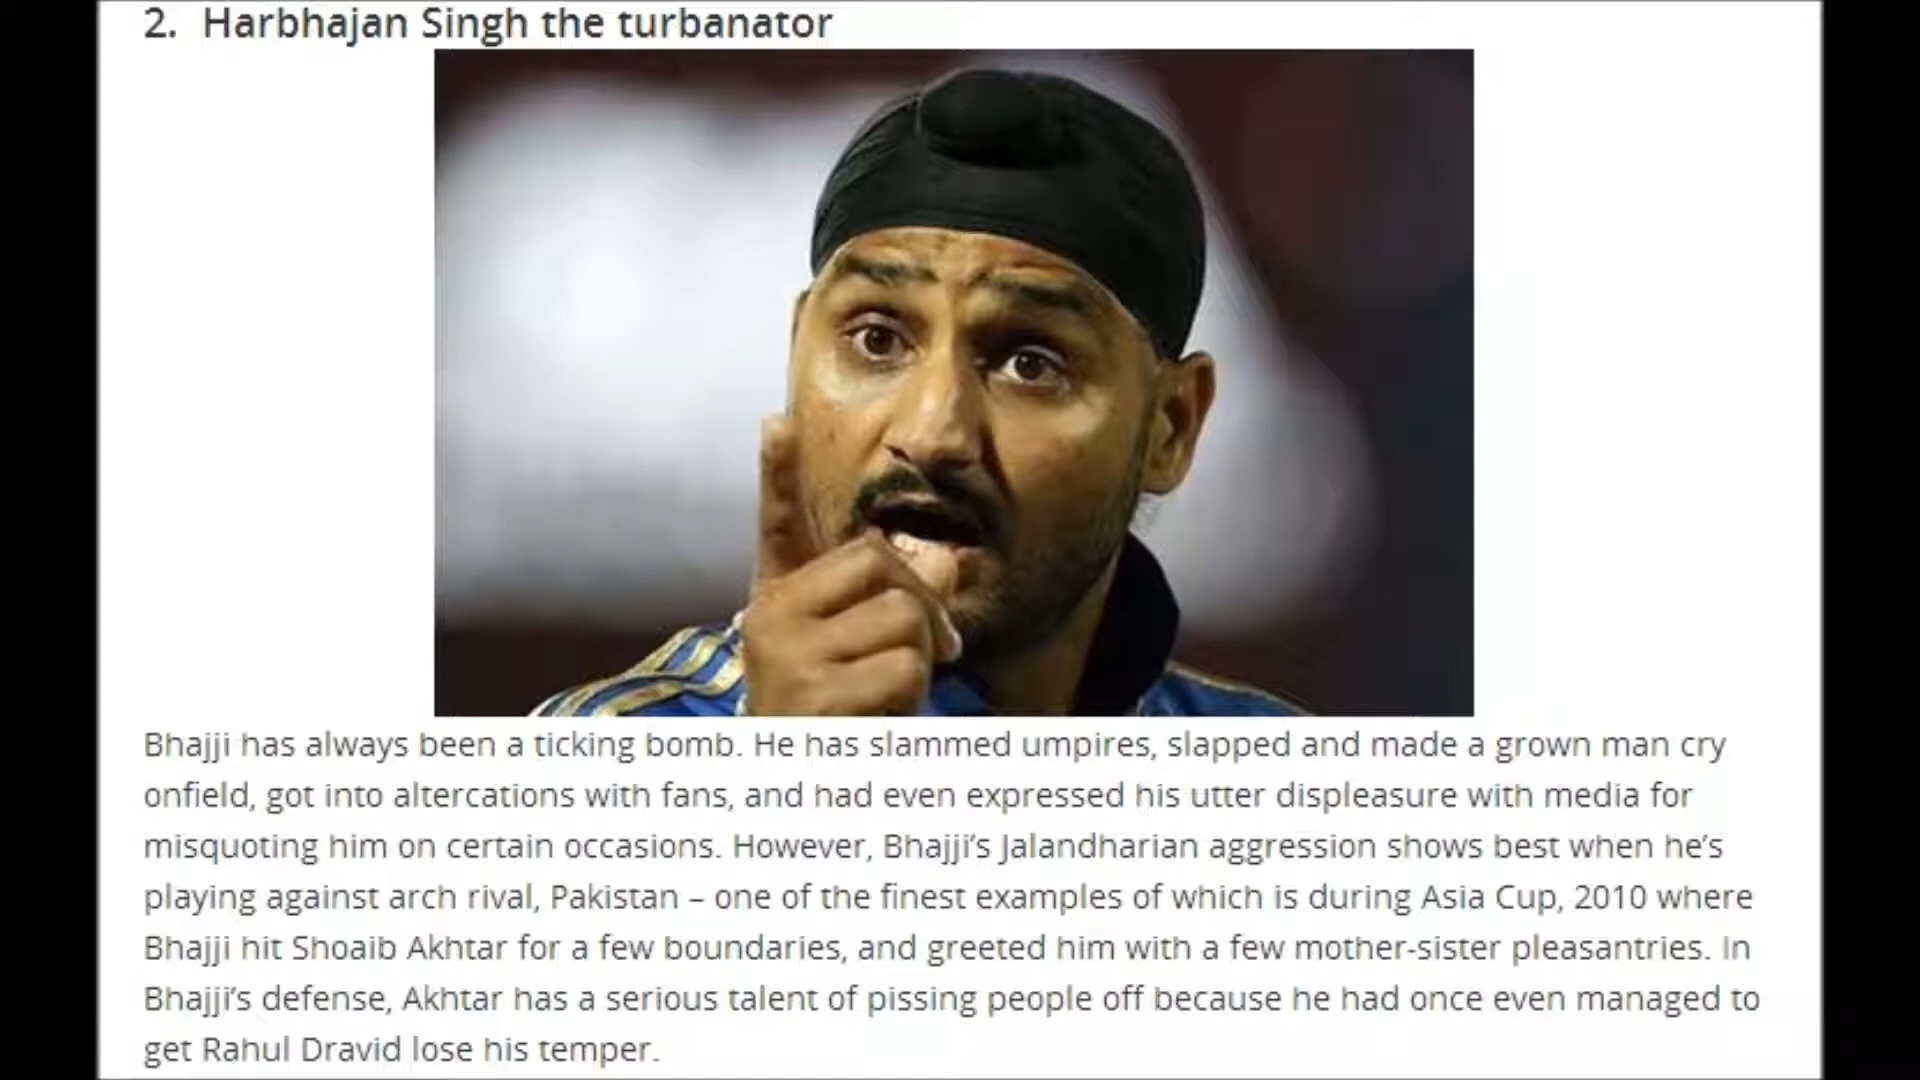 2. Harbhajan Singh the turbanator
Bhajji has always been a ticking bomb. He has slammed umpires, slapped and made a grown man cry
onfield, got into altercations with fans, and had even expressed his utter displeasure with media for
misquoting him on certain occasions. However, Bhajji’s Jalandharian aggression shows best when he’s
playing against arch rival, Pakistan – one of the finest examples of which is during Asia Cup, 2010 where
Bhajji hit Shoaib Akhtar for a few boundaries, and greeted him with a few mother-sister pleasantries. In
Bhajji’s defense, Akhtar has a serious talent of pissing people off because he had once even managed to
get Rahul Dravid lose his temper.